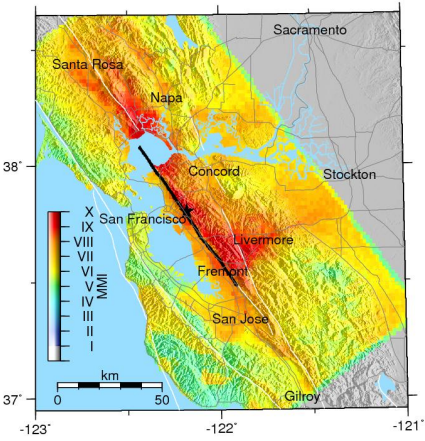 Sacramento
Santa Rosa
Napa
38°
Concord
Stockton
San Francisco
X
IX
VIII
VII
VI
V
IV
III
II
I
MMI
Livermore
Fremont
San Jose
km
0
50
Gilroy
37°
-123°
-122°
-121°